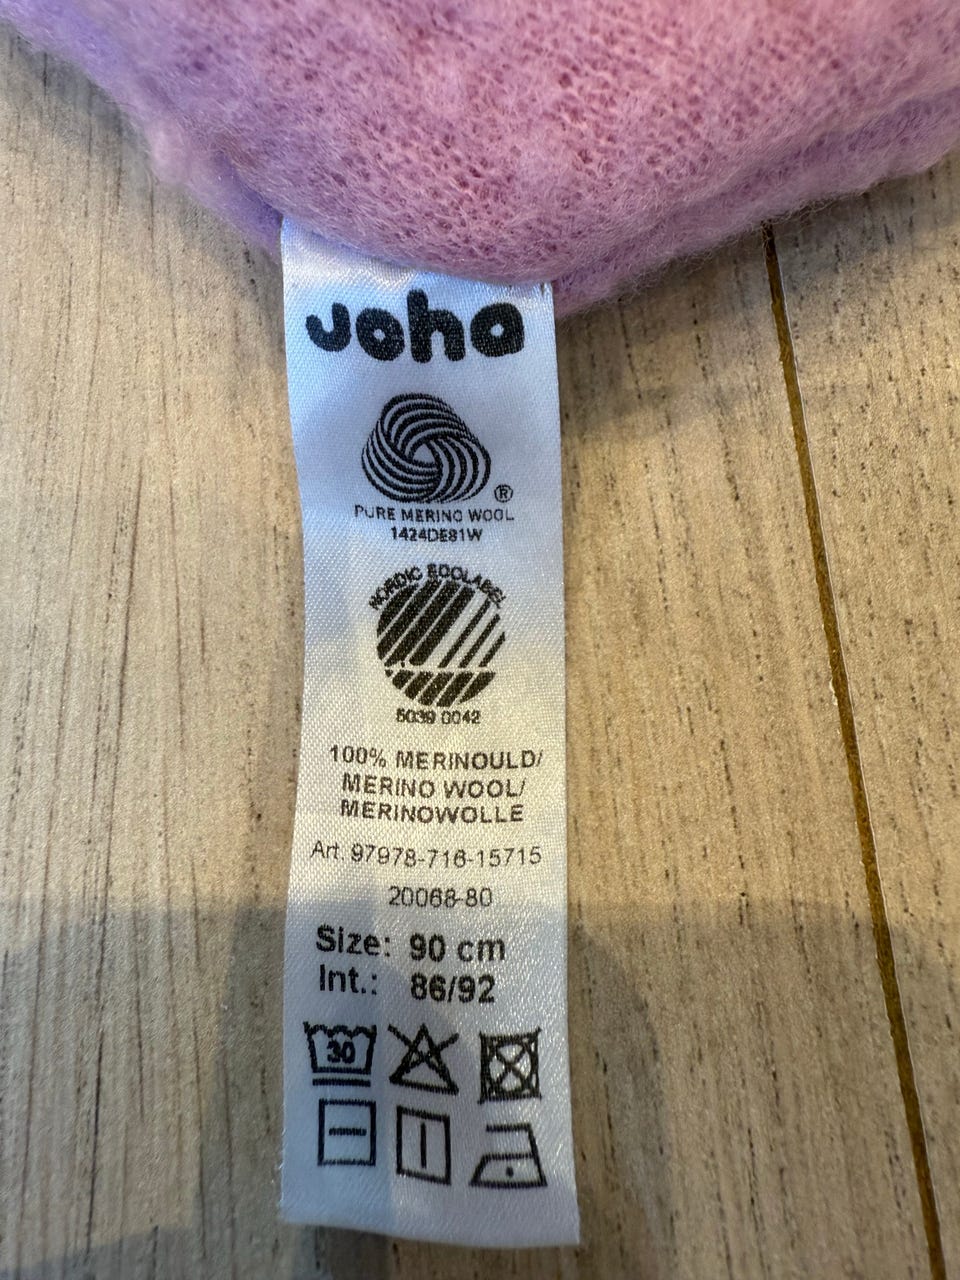 Joha
®
PURE MERINO WOOL
1424DE81W
NORDIC ECOLABEL
5039 0042
100% MERINOULD/
MERINO WOOL/
MERINOWOLLE
Art. 97978-716-15715
20068-80
Size: 90 cm
Int.: 86/92
30